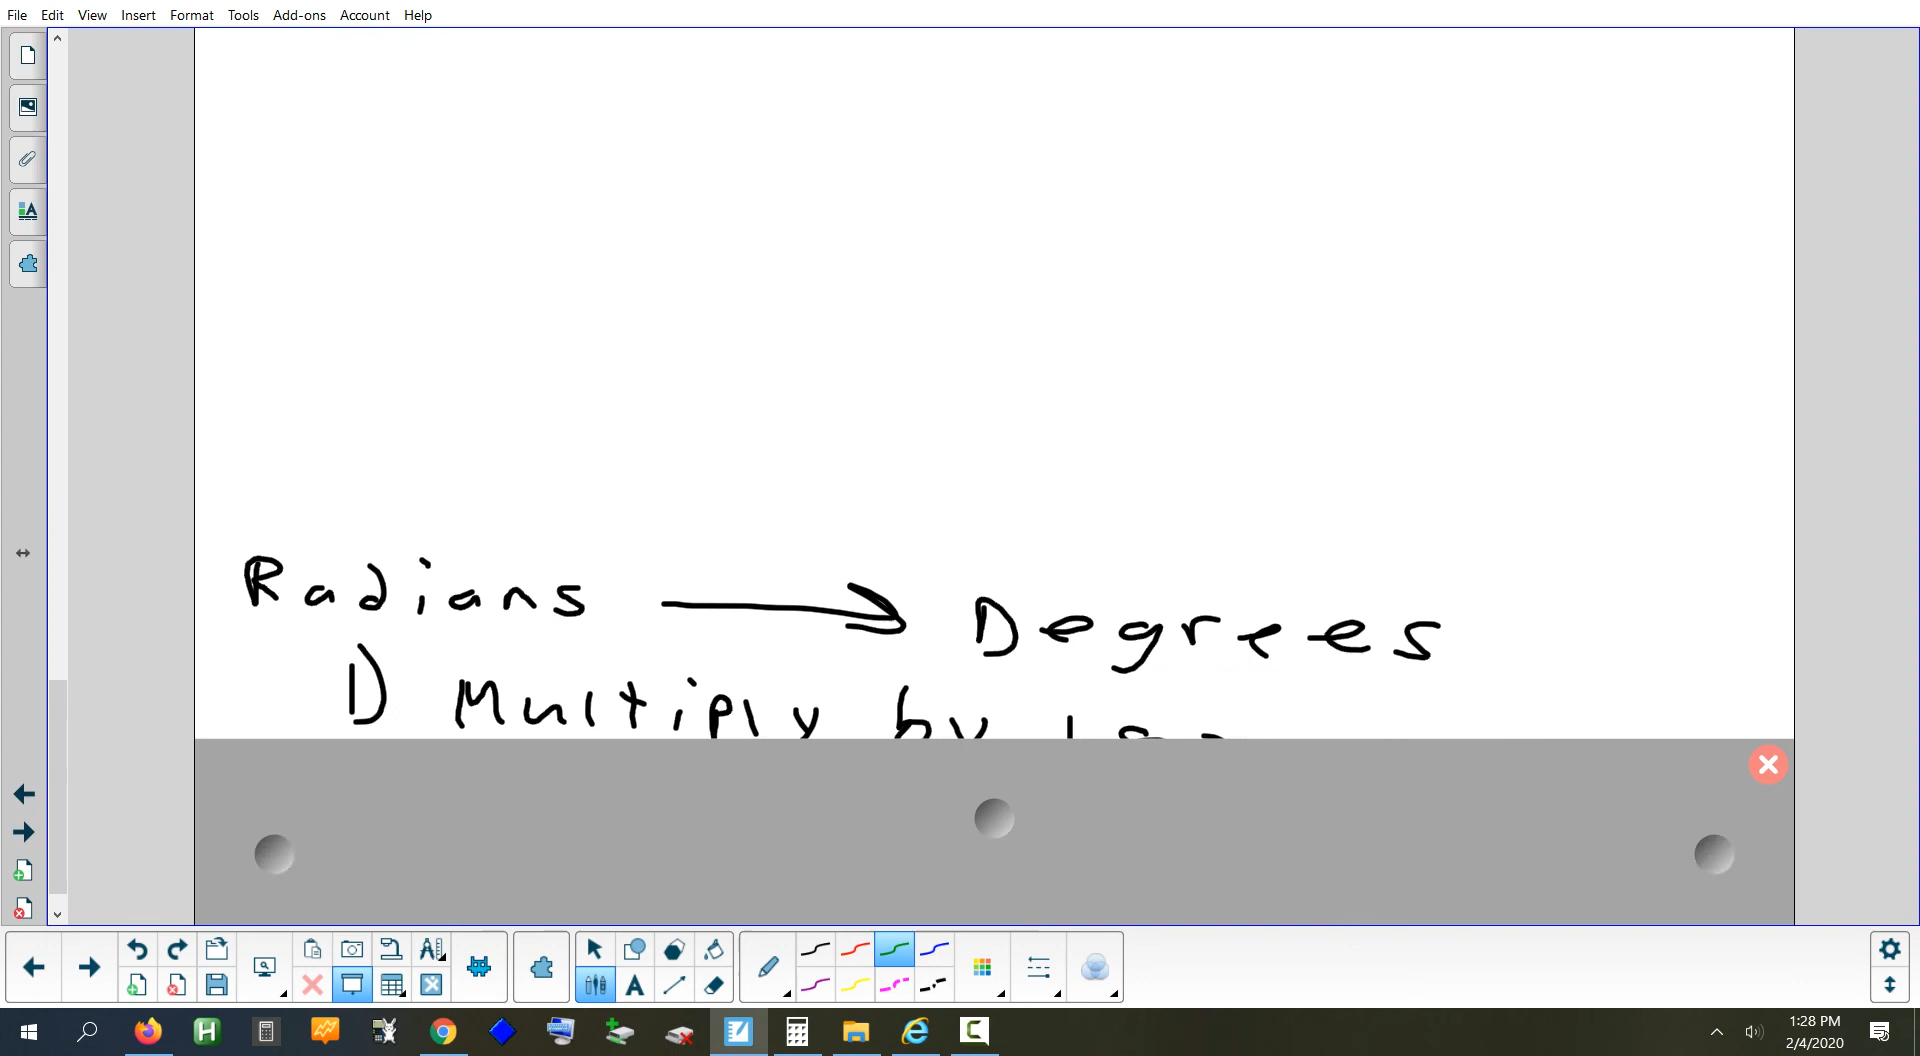 File Edit View Insert Format Tools Add-ons Account Help
Radians → Degrees
1) Multiply by
1:28 PM
2/4/2020